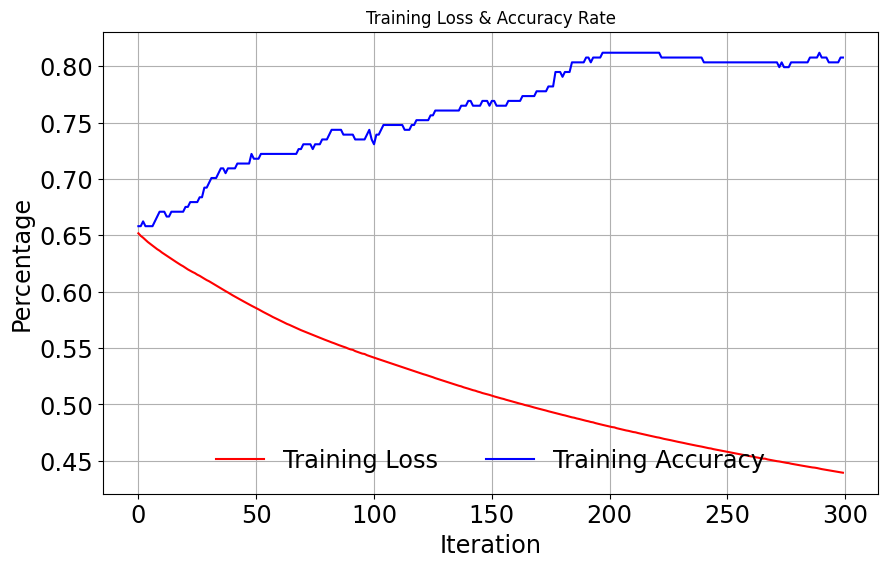 Training Loss & Accuracy Rate
Percentage
0.80
0.75
0.70
0.65
0.60
0.55
0.50
0.45
Training Loss Training Accuracy
0 50 100 150 200 250 300
Iteration